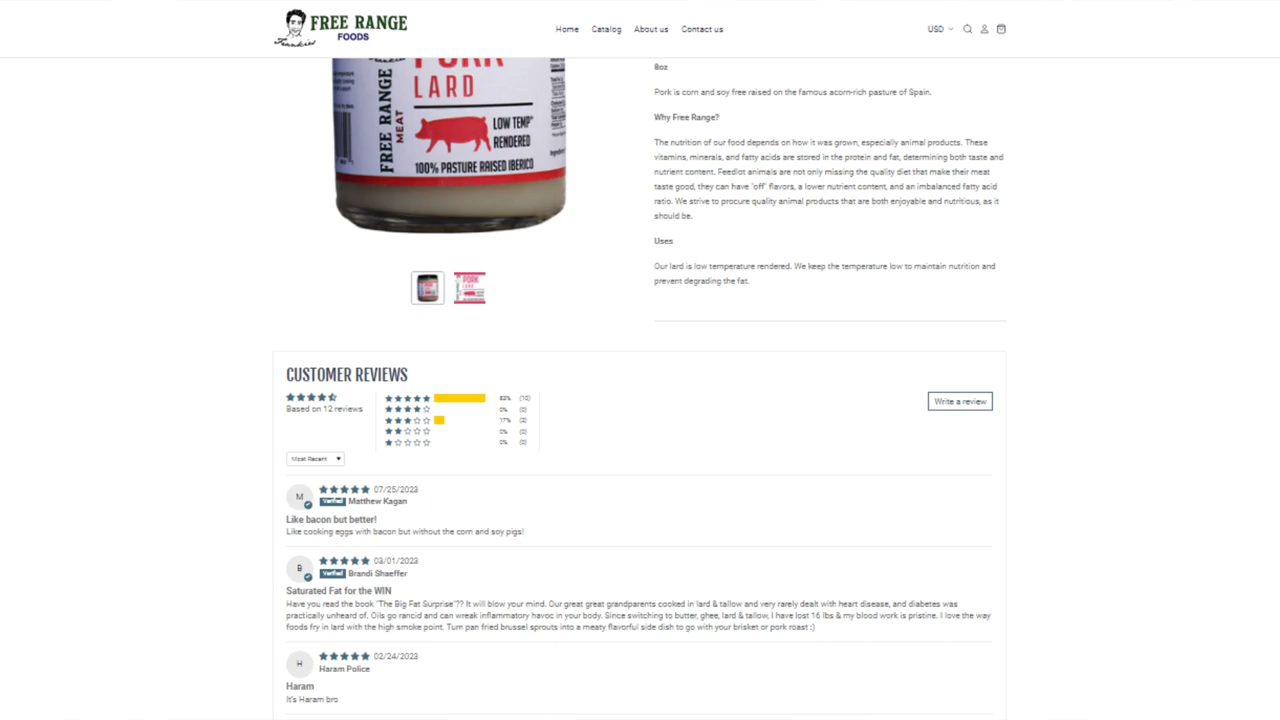 FREE RANGE
FOODS
Frankies
Home Catalog About us Contact us
USD
PORK
LARD
FREE RANGE
MEAT
LOW TEMP
RENDERED
100% PASTURE RAISED IBERICO
8oz
Pork is corn and soy free raised on the famous acorn-rich pasture of Spain.
Why Free Range?
The nutrition of our food depends on how it was grown, especially animal products. These
vitamins, minerals, and fatty acids are stored in the protein and fat, determining both taste and
nutrient content. Feedlot animals are not only missing the quality diet that make their meat
taste good, they can have "off" flavors, a lower nutrient content, and an imbalanced fatty acid
ratio. We strive to procure quality animal products that are both enjoyable and nutritious, as it
should be.
Uses
Our lard is low temperature rendered. We keep the temperature low to maintain nutrition and
prevent degrading the fat.
PORK
LARD
CUSTOMER REVIEWS
Based on 12 reviews
83% (10)
0% (0)
17% (2)
0% (0)
0% (0)
Write a review
Most Recent
M
07/25/2023
Verified Matthew Kagan
Like bacon but better!
Like cooking eggs with bacon but without the corn and soy pigs!
B
03/01/2023
Verified Brandi Shaeffer
Saturated Fat for the WIN
Have you read the book "The Big Fat Surprise"?? It will blow your mind. Our great great grandparents cooked in lard & tallow and very rarely dealt with heart disease, and diabetes was
practically unheard of. Oils go rancid and can wreak inflammatory havoc in your body. Since switching to butter, ghee, lard & tallow, I have lost 16 lbs & my blood work is pristine. I love the way
foods fry in lard with the high smoke point. Turn pan fried brussel sprouts into a meaty flavorful side dish to go with your brisket or pork roast :)
H
02/24/2023
Haram Police
Haram
It's Haram bro